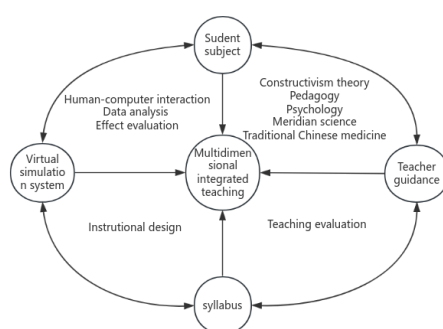 Sudent
subject
Human-computer interaction
Data analysis
Effect evaluation
Constructivism theory
Pedagogy
Psychology
Meridian science
Traditional Chinese medicine
Virtual
simulatio
n system
Multidimen
sional
integrated
teaching
Teacher
guidance
Instrutional design
Teaching evaluation
syllabus